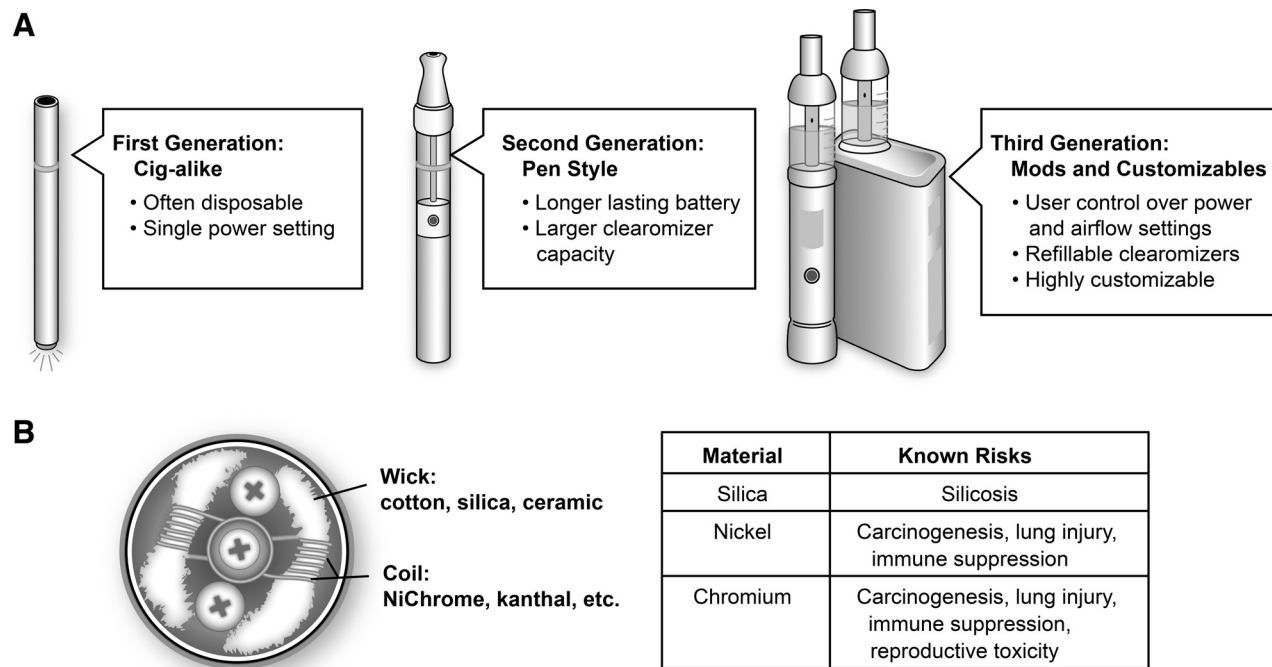 A
First Generation:
Cig-alike
• Often disposable
• Single power setting
Second Generation:
Pen Style
• Longer lasting battery
• Larger clearomizer
capacity
Third Generation:
Mods and Customizables
• User control over power
and airflow settings
• Refillable clearomizers
• Highly customizable
B
Wick:
cotton, silica, ceramic
Coil:
NiChrome, kanthal, etc.
Material Known Risks
Silica Silicosis
Nickel Carcinogenesis, lung injury,
immune suppression
Chromium Carcinogenesis, lung injury,
immune suppression,
reproductive toxicity